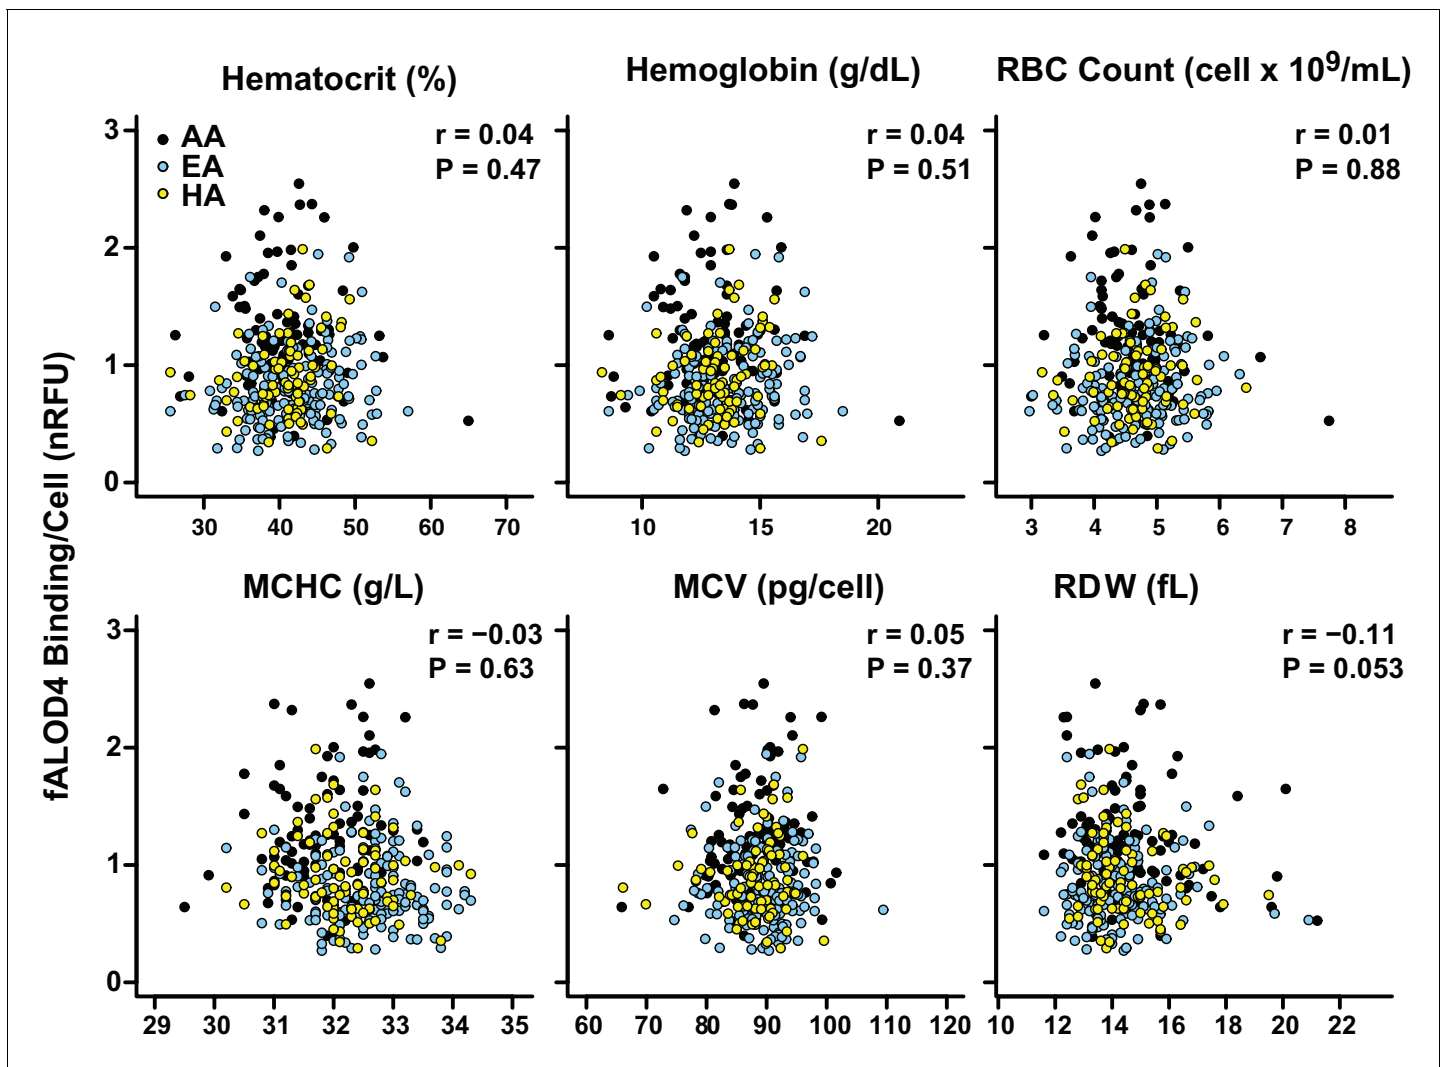 Hematocrit (%)
Hemoglobin (g/dL)
RBC Count (cell x 10⁹/mL)
AA
EA
HA
r = 0.04
P = 0.47
r = 0.04
P = 0.51
r = 0.01
P = 0.88
3
2
1
0
30 40 50 60 70
10 15 20
3 4 5 6 7 8
fALOD4 Binding/Cell (nRFU)
MCHC (g/L)
MCV (pg/cell)
RDW (fL)
r = −0.03
P = 0.63
r = 0.05
P = 0.37
r = −0.11
P = 0.053
3
2
1
0
29 30 31 32 33 34 35
60 70 80 90 100 110 120
10 12 14 16 18 20 22